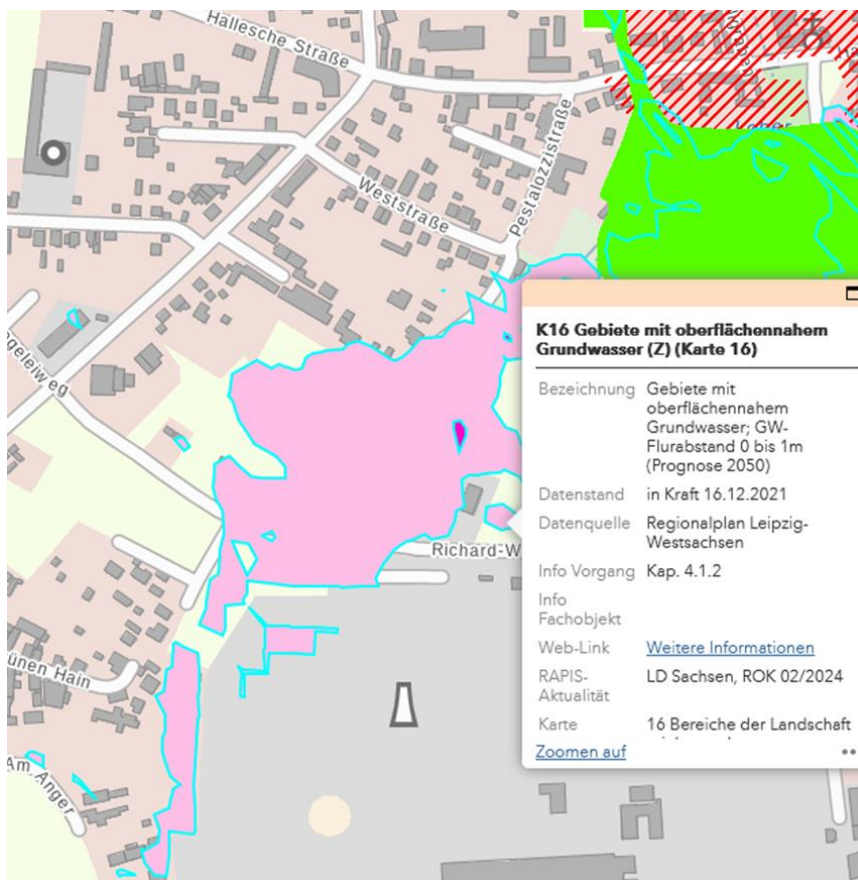 Hallesche Straße
Pestalozzistraße
Weststraße
K16 Gebiete mit oberflächennahem
Grundwasser (Z) (Karte 16)
Bezeichnung Gebiete mit
oberflächennahem
Grundwasser; GW-
Flurabstand 0 bis 1m
(Prognose 2050)
Datenstand in Kraft 16.12.2021
Datenquelle Regionalplan Leipzig-
Westsachsen
Info Vorgang Kap. 4.1.2
Info
Fachobjekt
Web-Link Weitere Informationen
RAPIS-
Aktualität LD Sachsen, ROK 02/2024
Karte 16 Bereiche der Landschaft
Zoomen auf
geleiweg
Richard-W
ünen Hain
Am Anger